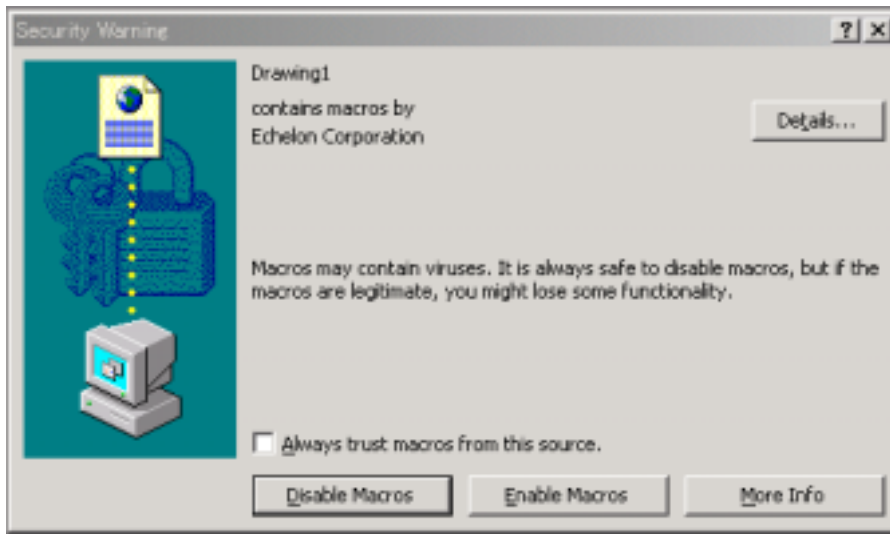 Security Warning
Drawing1
contains macros by
Echelon Corporation
Details...
Macros may contain viruses. It is always safe to disable macros, but if the
macros are legitimate, you might lose some functionality.
Always trust macros from this source.
Disable Macros Enable Macros More Info